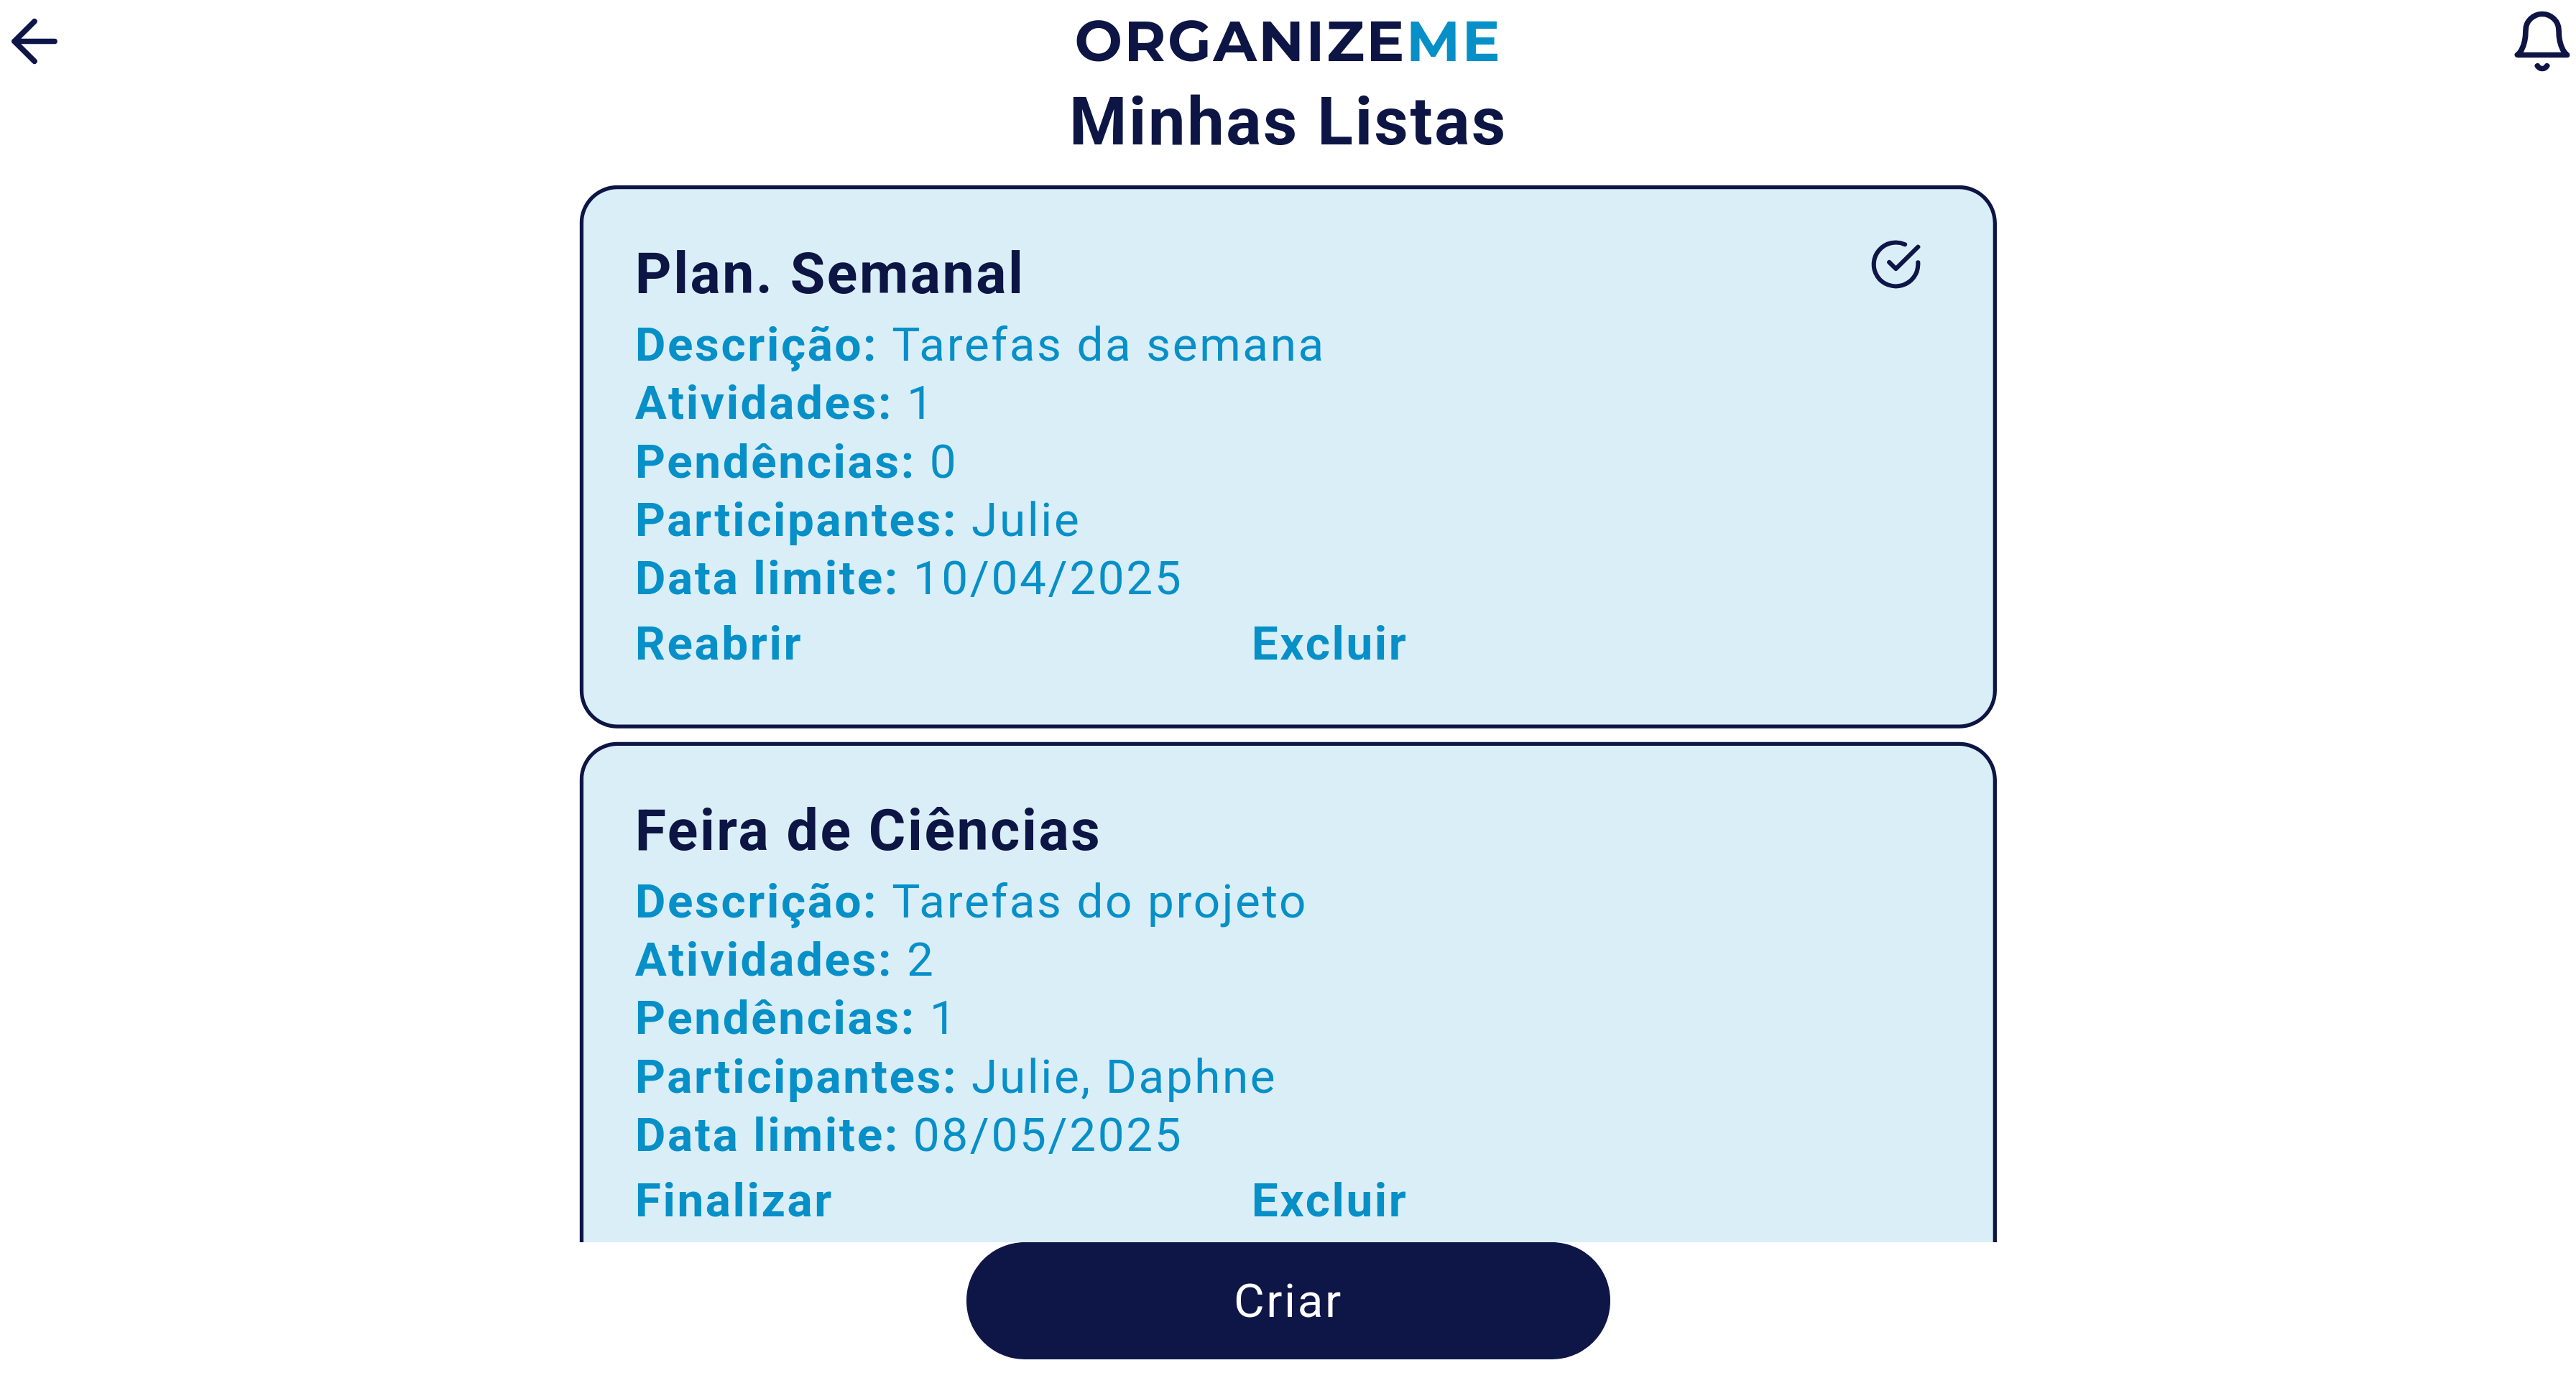 ORGANIZEME
Minhas Listas
Plan. Semanal
Descrição: Tarefas da semana
Atividades: 1
Pendências: 0
Participantes: Julie
Data limite: 10/04/2025
Reabrir Excluir
Feira de Ciências
Descrição: Tarefas do projeto
Atividades: 2
Pendências: 1
Participantes: Julie, Daphne
Data limite: 08/05/2025
Finalizar Excluir
Criar